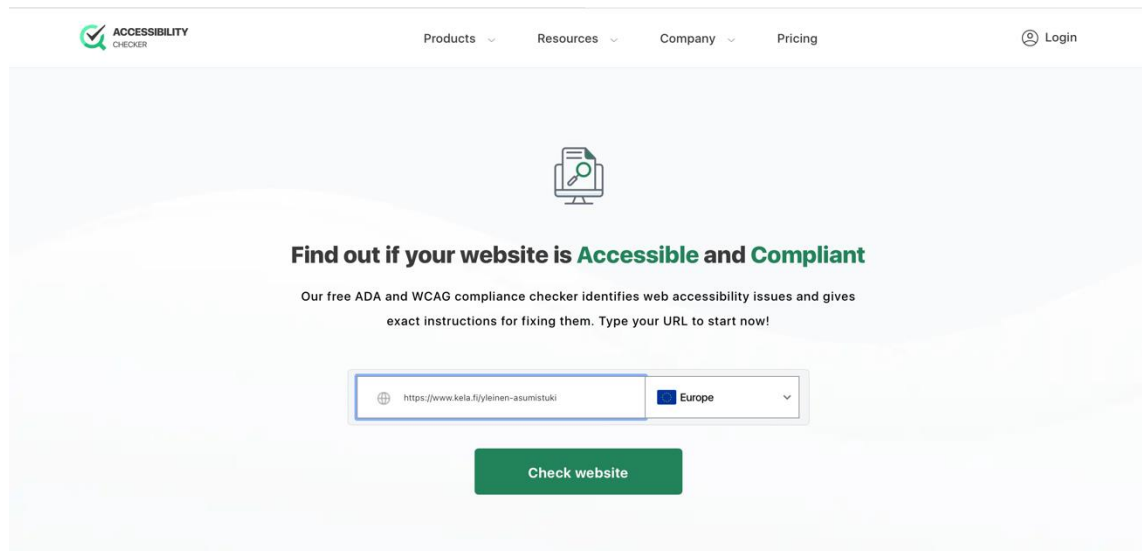 ACCESSIBILITY
CHECKER
Products Resources Company Pricing Login
Find out if your website is Accessible and Compliant
Our free ADA and WCAG compliance checker identifies web accessibility issues and gives
exact instructions for fixing them. Type your URL to start now!
https://www.kela.fi/yleinen-asumistuki Europe
Check website